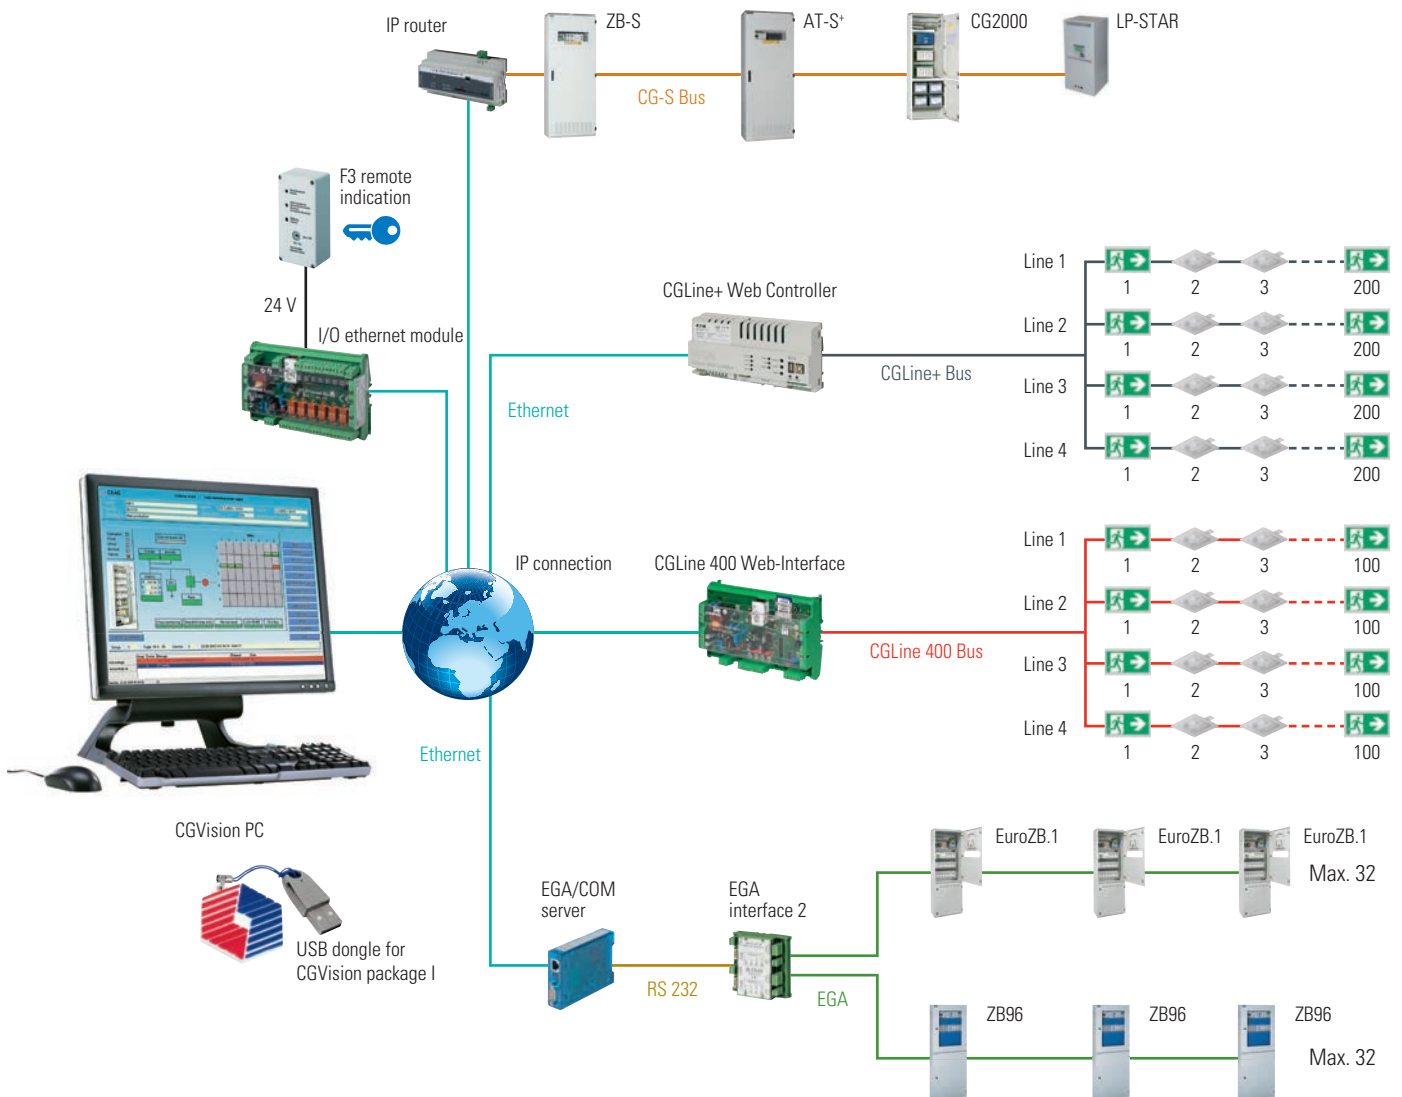 IP router
ZB-S
AT-S+
CG2000
LP-STAR
CG-S Bus
F3 remote
indication
24 V
I/O ethernet module
CGLine+ Web Controller
CGLine+ Bus
Ethernet
Line 1
1 2 3 200
Line 2
1 2 3 200
Line 3
1 2 3 200
Line 4
1 2 3 200
IP connection
CGLine 400 Web-Interface
CGLine 400 Bus
Line 1
1 2 3 100
Line 2
1 2 3 100
Line 3
1 2 3 100
Line 4
1 2 3 100
Ethernet
CGVision PC
USB dongle for
CGVision package I
EGA/COM
server
RS 232
EGA
interface 2
EGA
EuroZB.1 EuroZB.1 EuroZB.1
Max. 32
ZB96 ZB96 ZB96
Max. 32